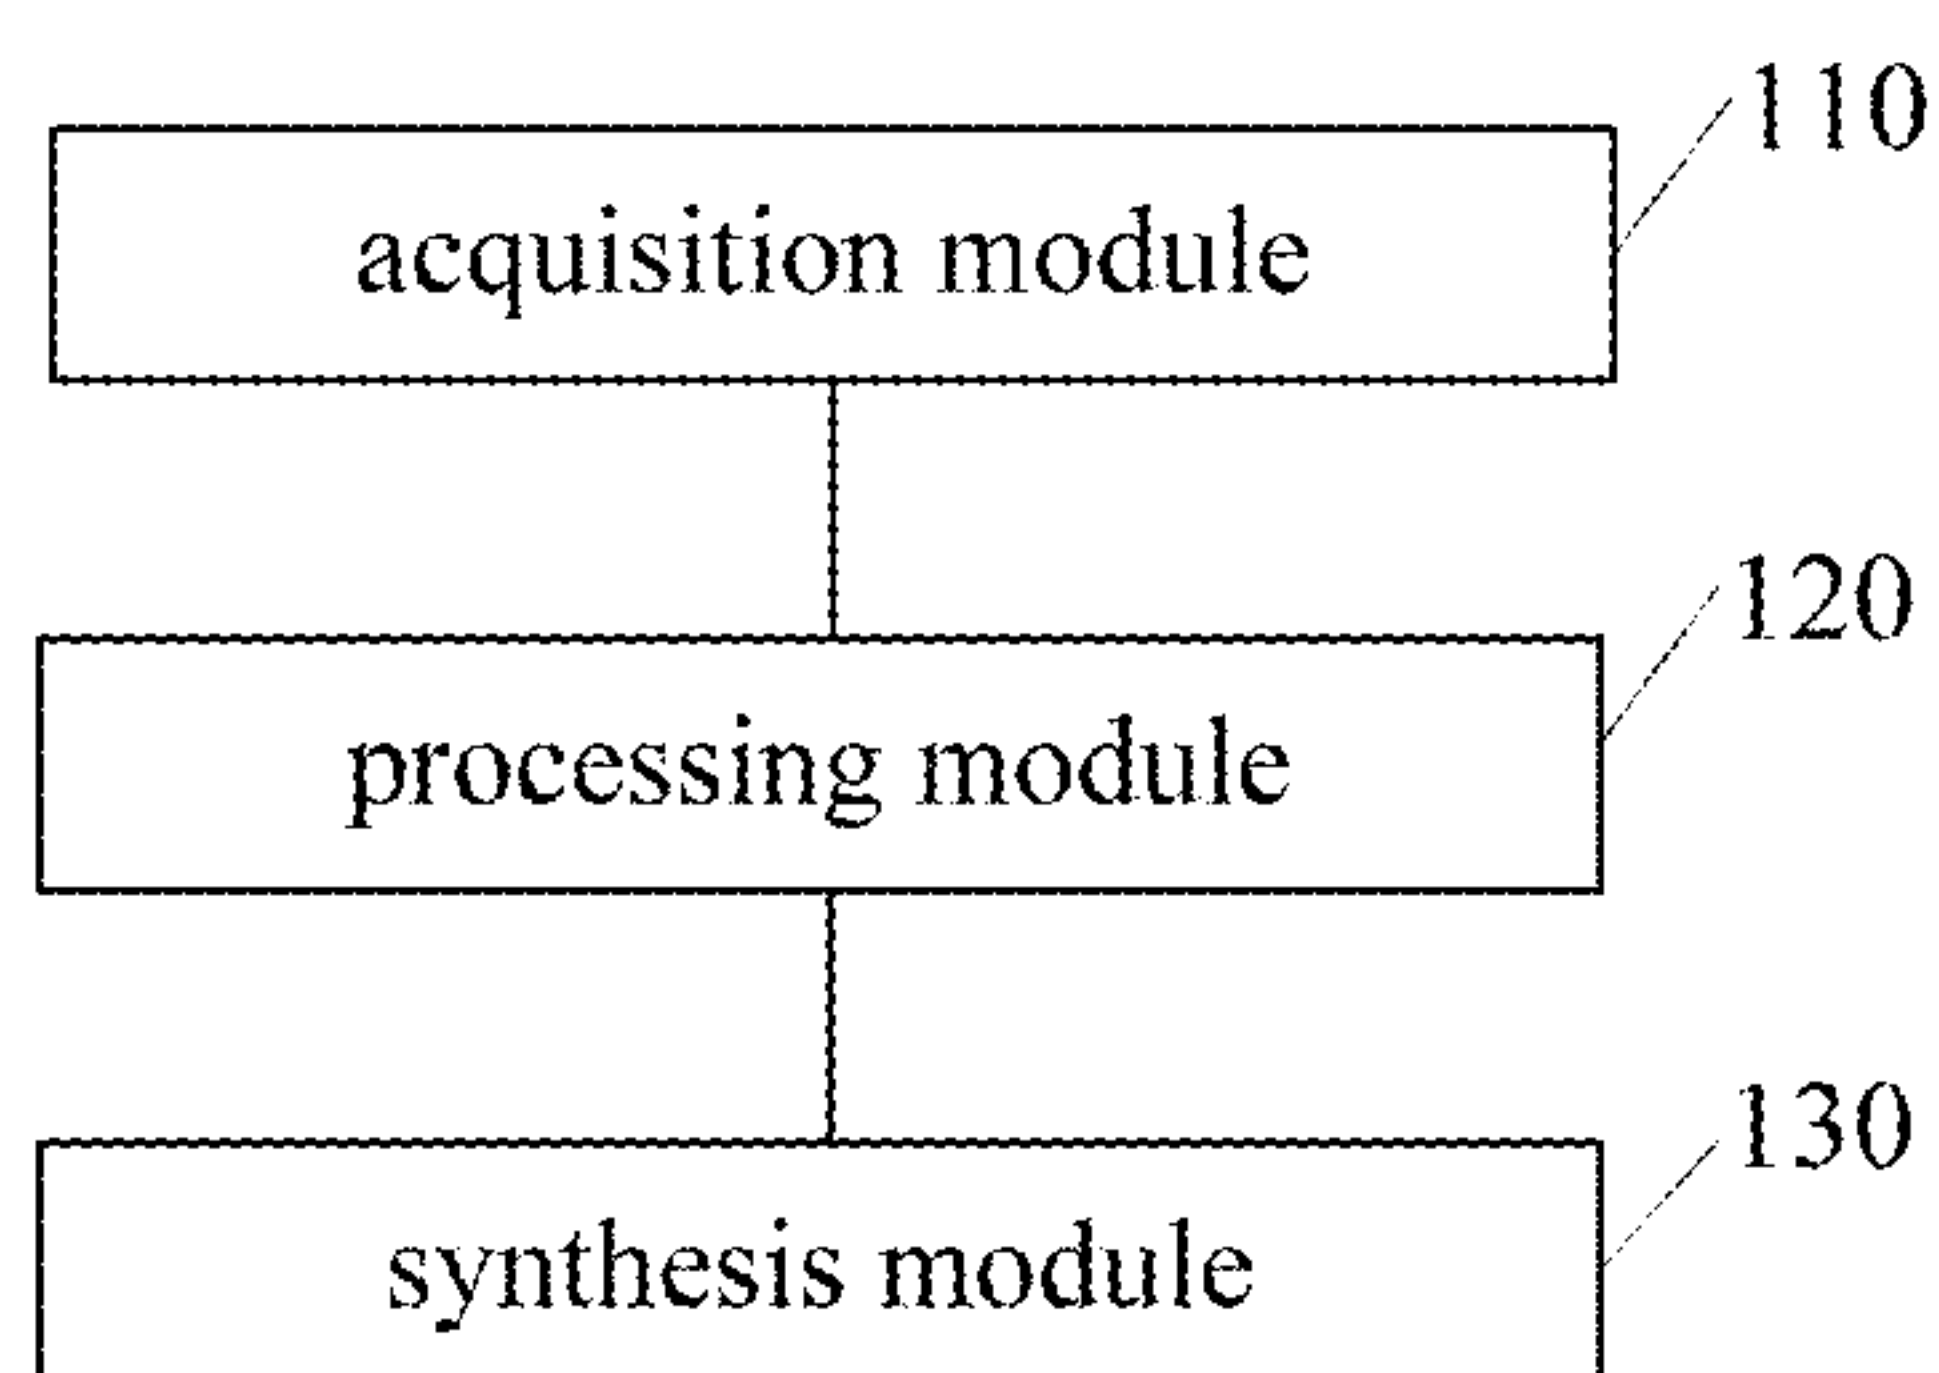 110
acquisition module
120
processing module
130
synthesis module